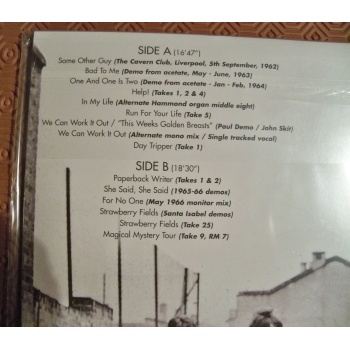 SIDE A (16'47")
Some Other Guy (The Cavern Club, Liverpool, 5th September, 1962)
Bad To Me (Demo from acetate, May - June, 1963)
One And One Is Two (Demo from acetate - Jan - Feb, 1964)
Help! (Takes 1, 2 & 4)
In My Life (Alternate Hammond organ middle eight)
Run For Your Life (Take 5)
We Can Work It Out / "This Weeks Golden Breasts" (Paul Demo / John Skit)
We Can Work It Out (Alternate mono mix / Single tracked vocal)
Day Tripper (Take 1)
SIDE B (18'30")
Paperback Writer (Takes 1 & 2)
She Said, She Said (1965-66 demos)
For No One (May 1966 monitor mix)
Strawberry Fields (Santa Isabel demos)
Strawberry Fields (Take 25)
Magical Mystery Tour (Take 9, RM 7)